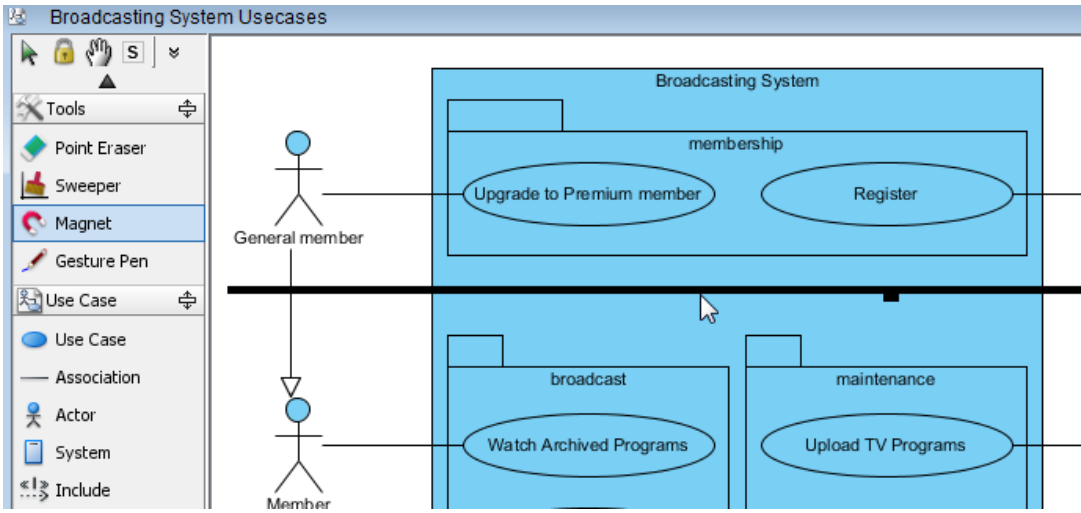 Broadcasting System Usecases
S
Tools
Point Eraser
Sweeper
Magnet
Gesture Pen
Use Case
Use Case
Association
Actor
System
Include
Broadcasting System
membership
Upgrade to Premium member
Register
General member
broadcast
maintenance
Watch Archived Programs
Upload TV Programs
Member